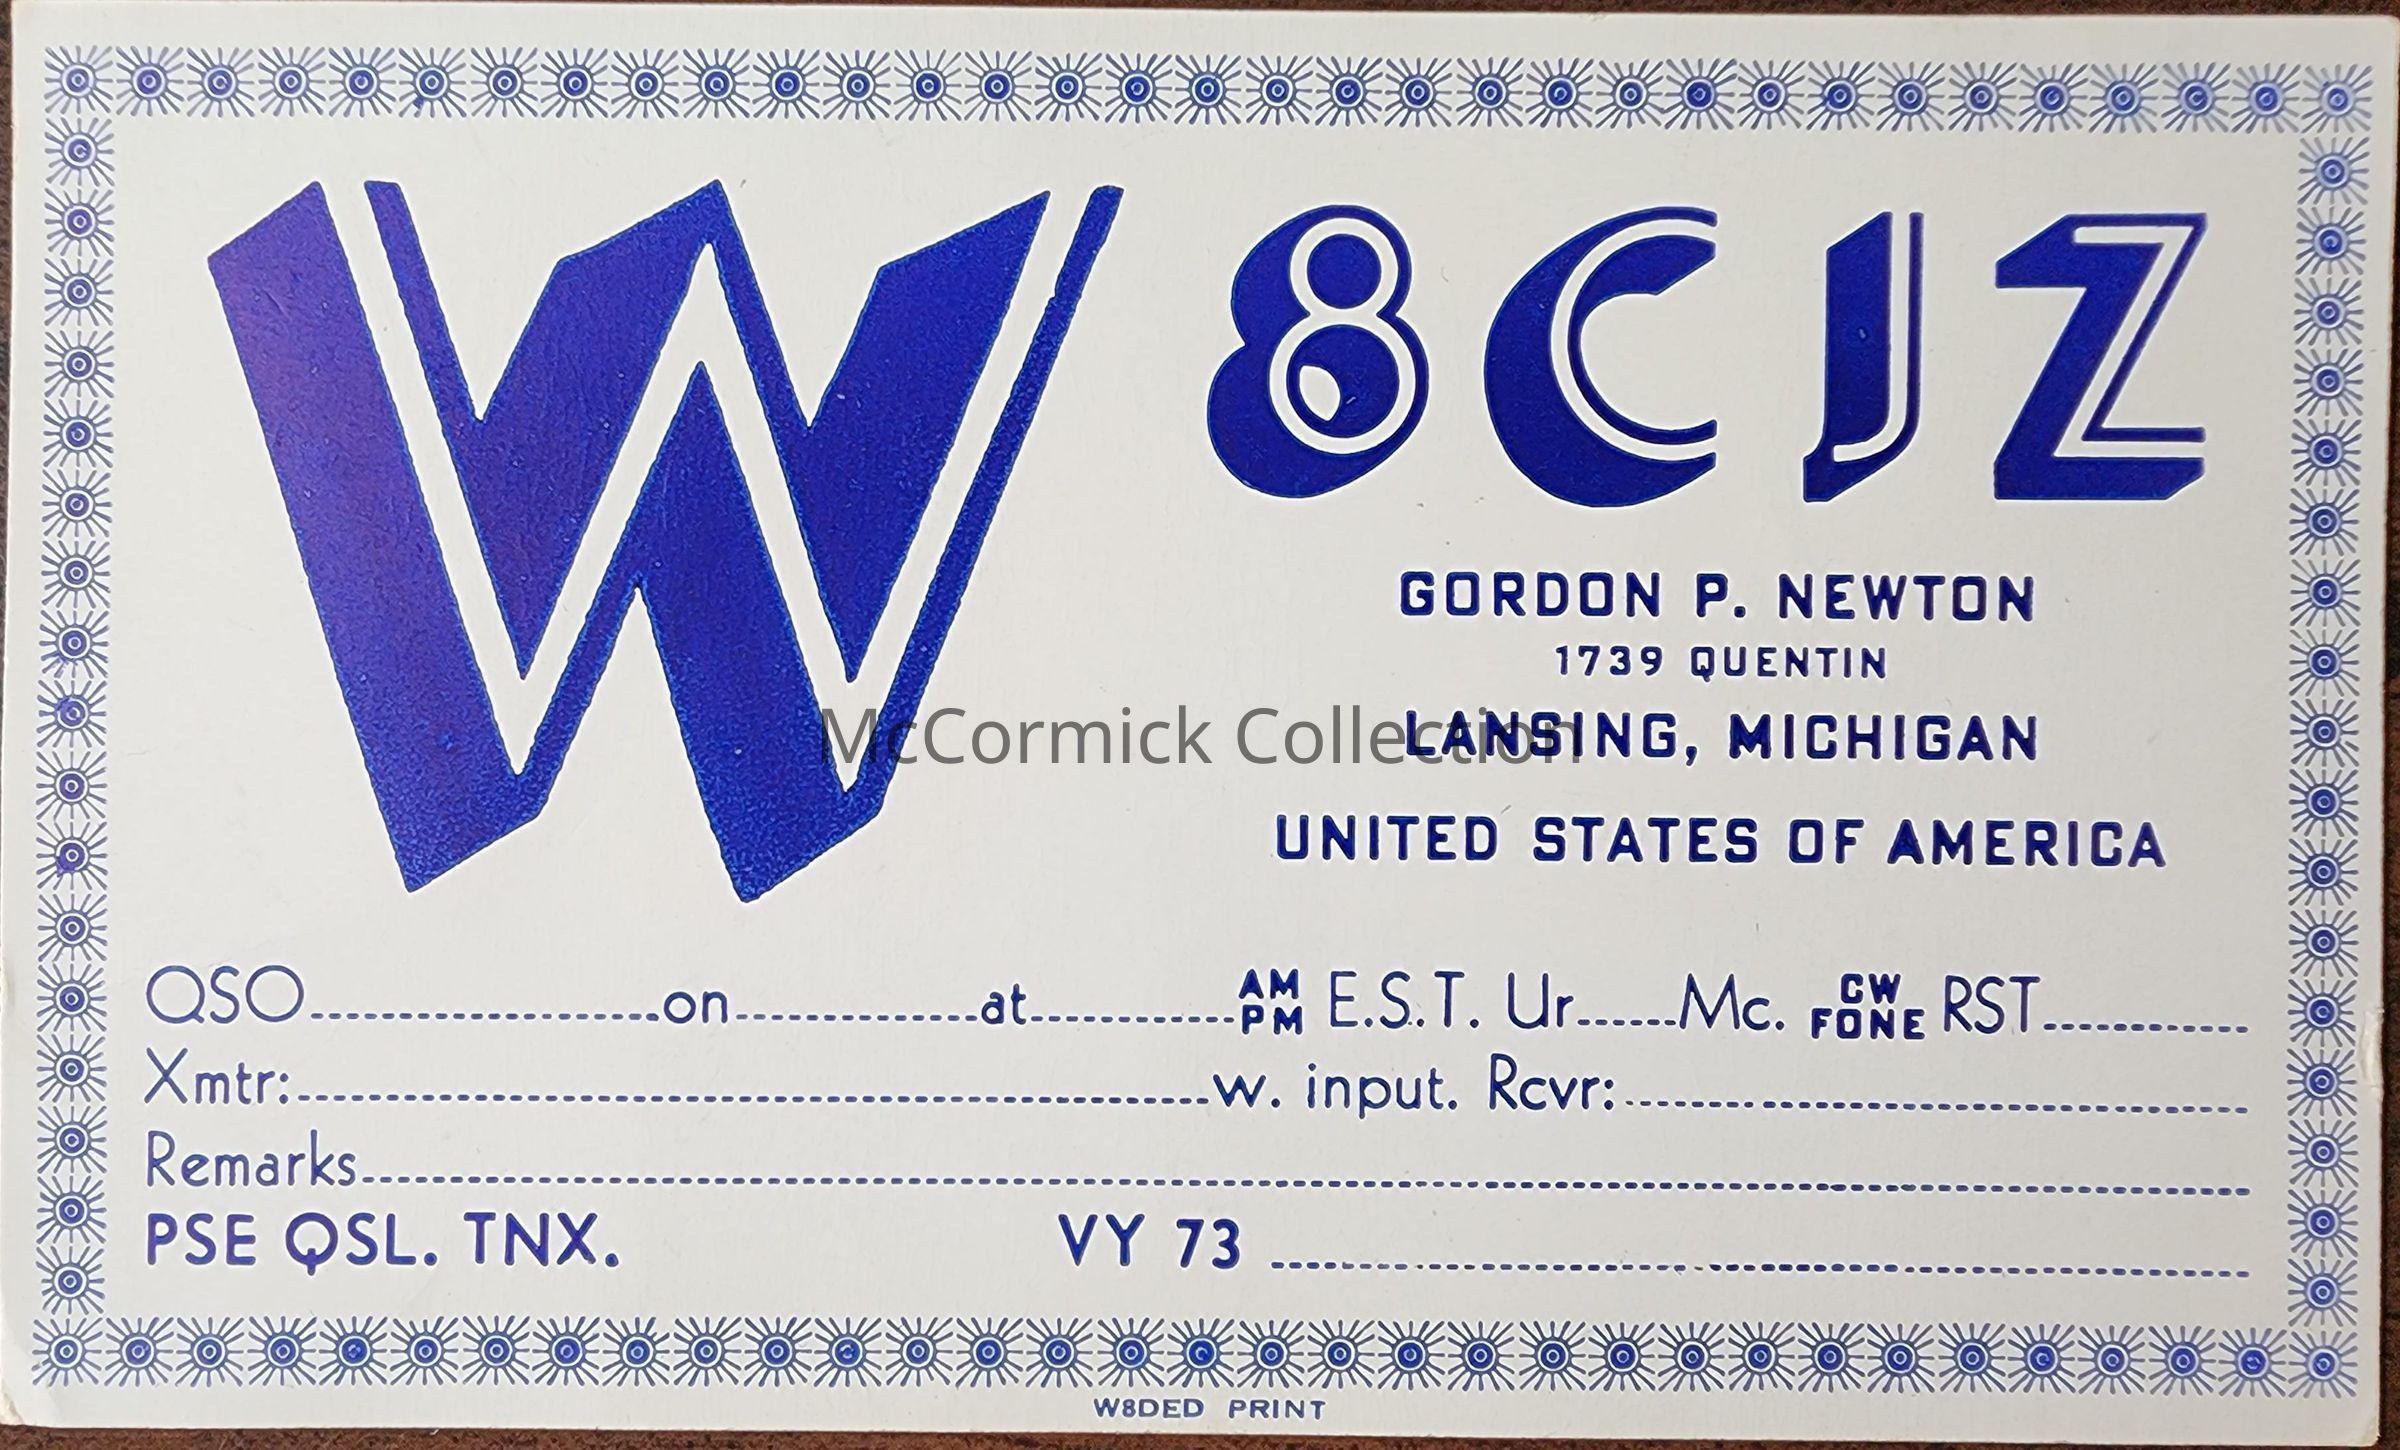 W8CJZ
GORDON P. NEWTON
1739 QUENTIN
LANSING, MICHIGAN
McCormick Collection
UNITED STATES OF AMERICA
QSO....................on..............at............AM PM E.S.T. Ur......Mc. CW FONE RST............
Xmtr:..................................................w. input. Rcvr:....................................
Remarks..............................................................................................................
PSE QSL. TNX. VY 73 ........................................................
W8DED PRINT